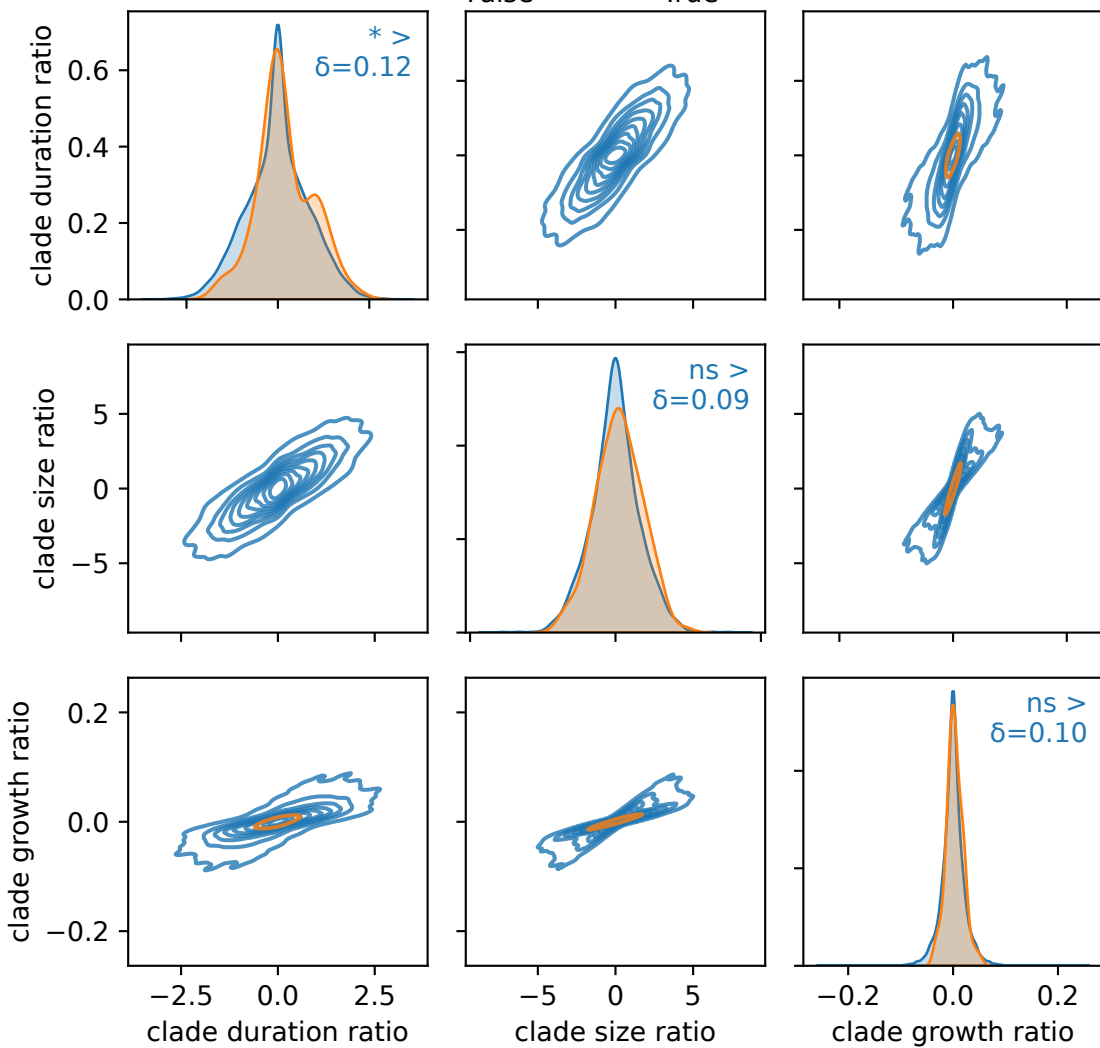 clade duration ratio
0.6
0.4
0.2
0.0
* >
δ=0.12
clade size ratio
5
0
−5
ns >
δ=0.09
clade growth ratio
0.2
0.0
−0.2
ns >
δ=0.10
−2.5 0.0 2.5
−5 0 5
−0.2 0.0 0.2
clade duration ratio
clade size ratio
clade growth ratio